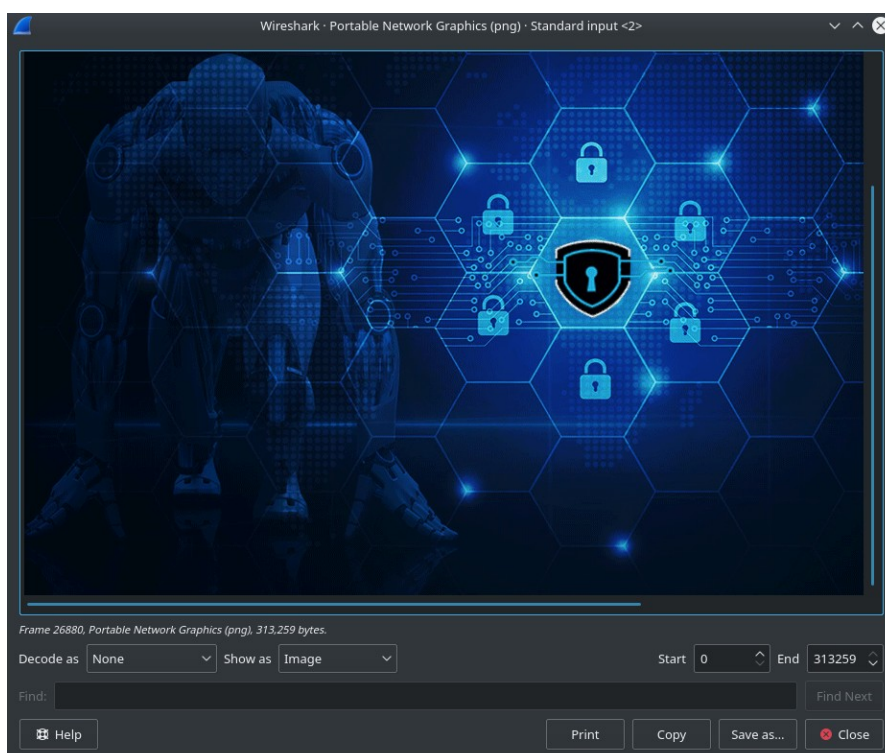 Wireshark · Portable Network Graphics (png) · Standard input <2>
Frame 26880, Portable Network Graphics (png), 313,259 bytes.
Decode as None Show as Image Start 0 End 313259
Find: Find Next
Help Print Copy Save as... Close